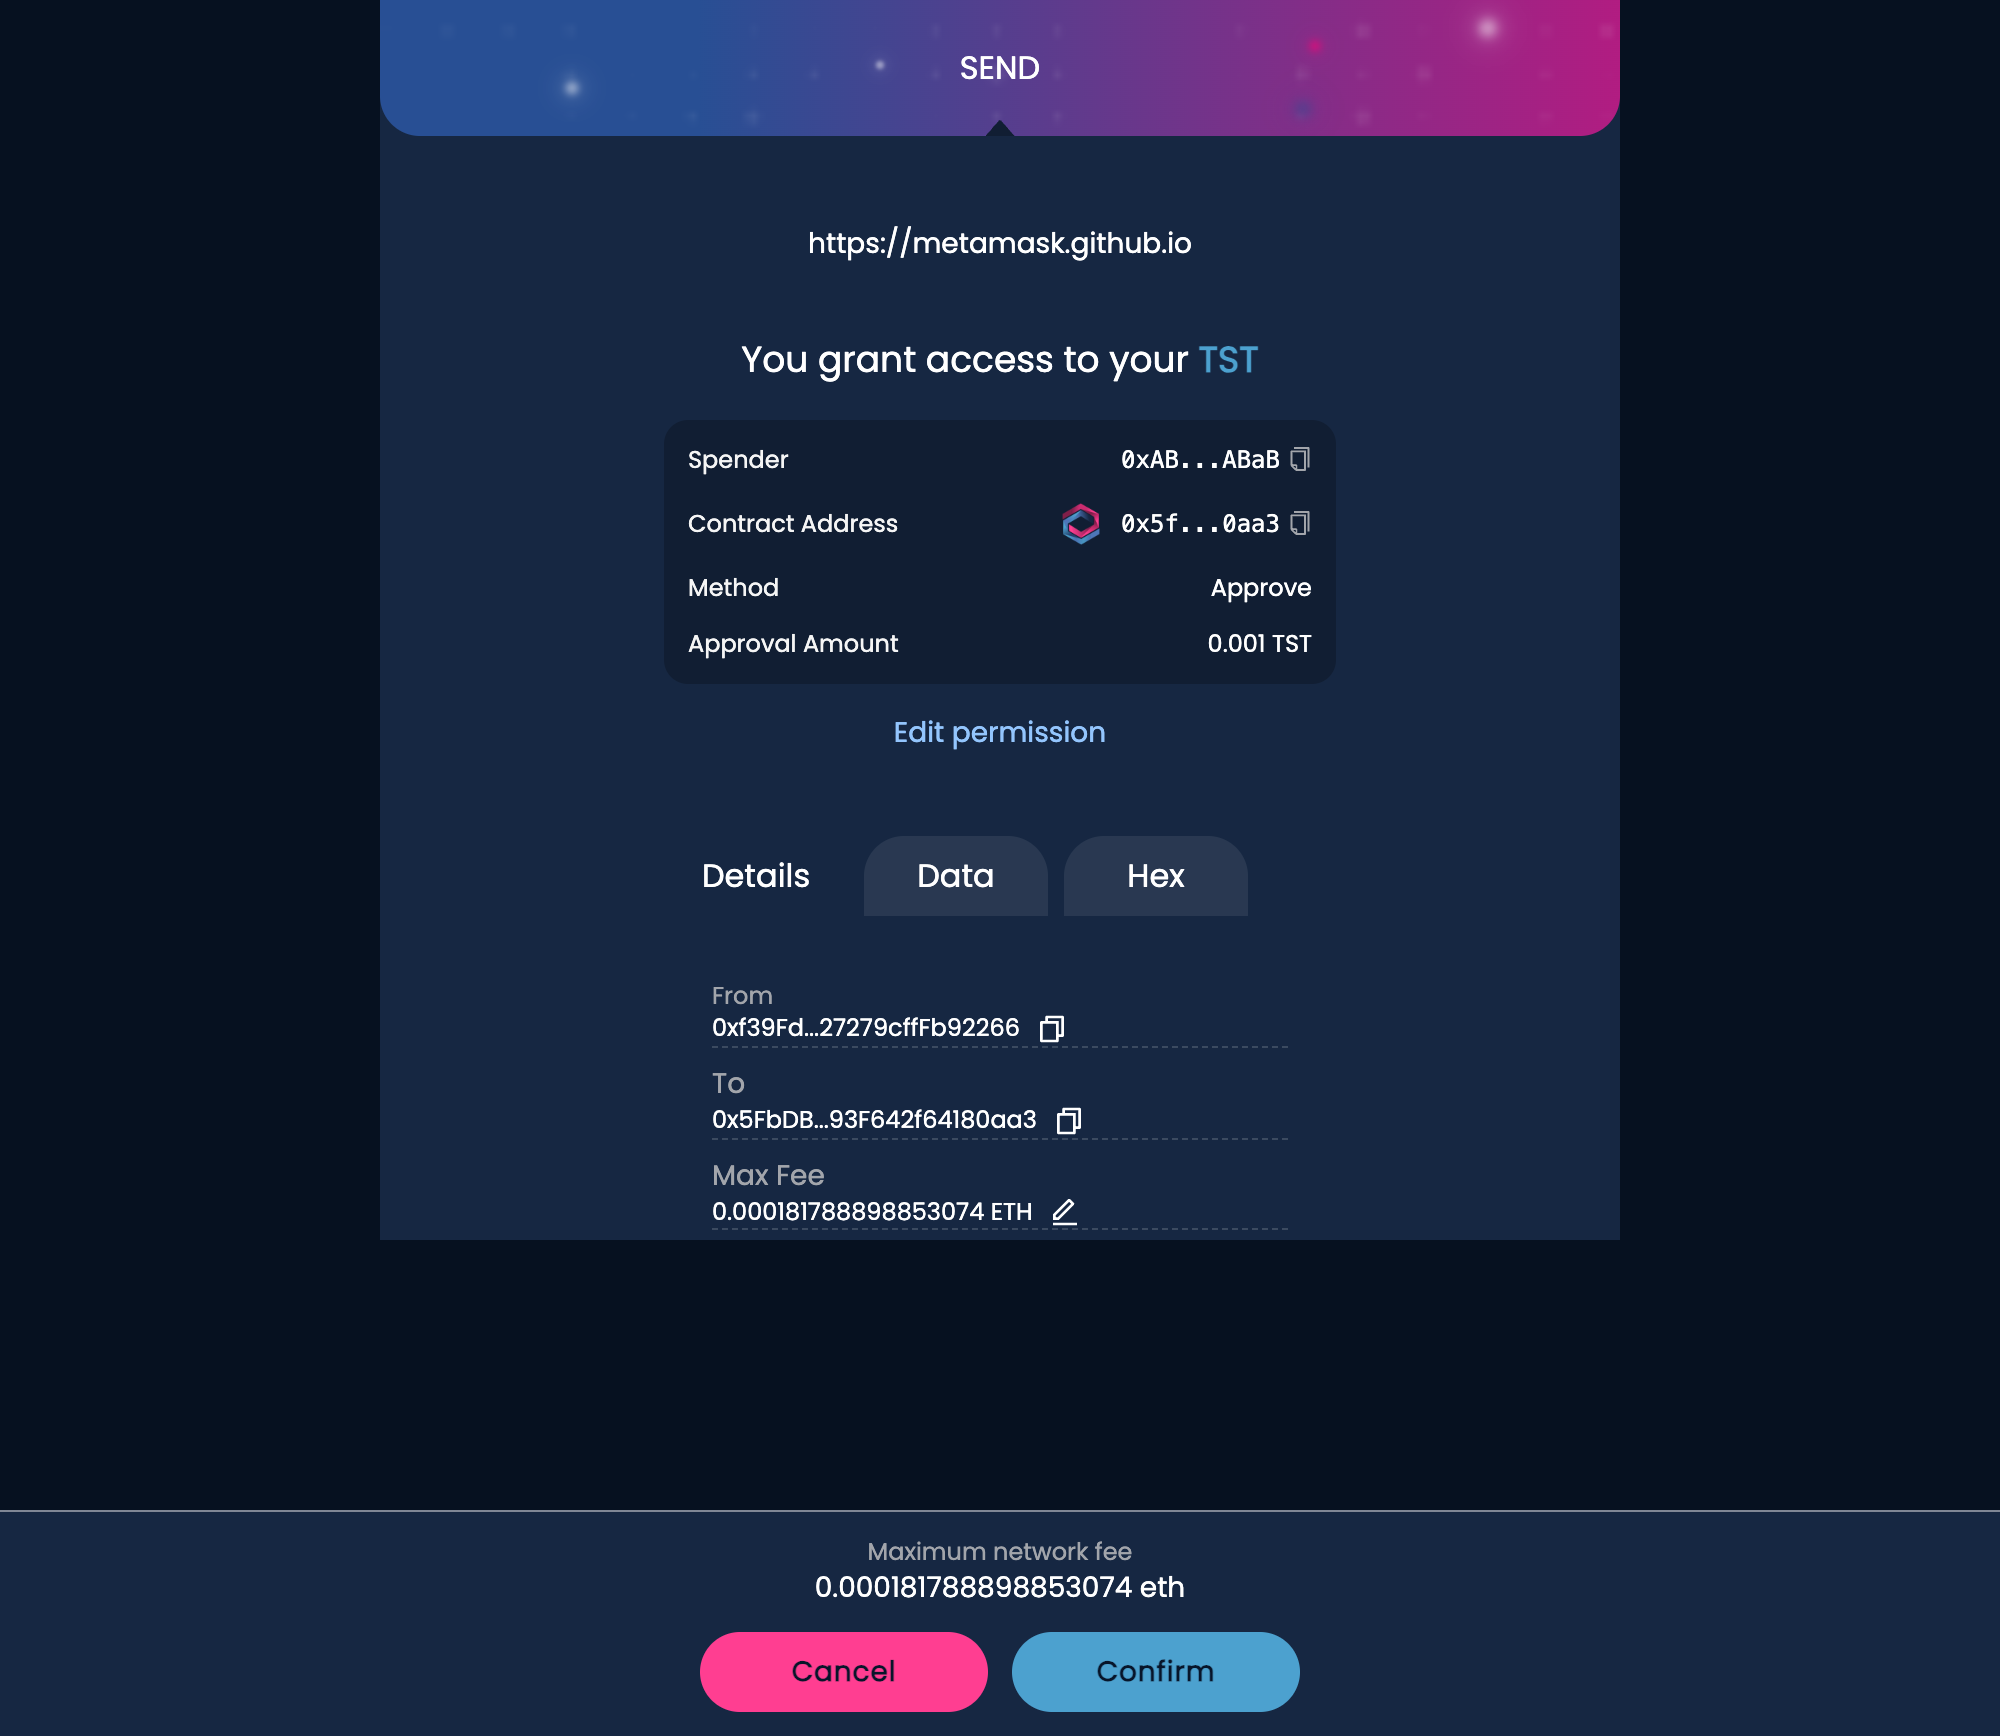 SEND
https://metamask.github.io
You grant access to your TST
Spender 0xAB...ABaB
Contract Address 0x5f...0aa3
Method Approve
Approval Amount 0.001 TST
Edit permission
Details Data Hex
From
0xf39Fd...27279cffFb92266
To
0x5FbDB...93F642f64180aa3
Max Fee
0.000181788898853074 ETH
Maximum network fee
0.000181788898853074 eth
Cancel Confirm